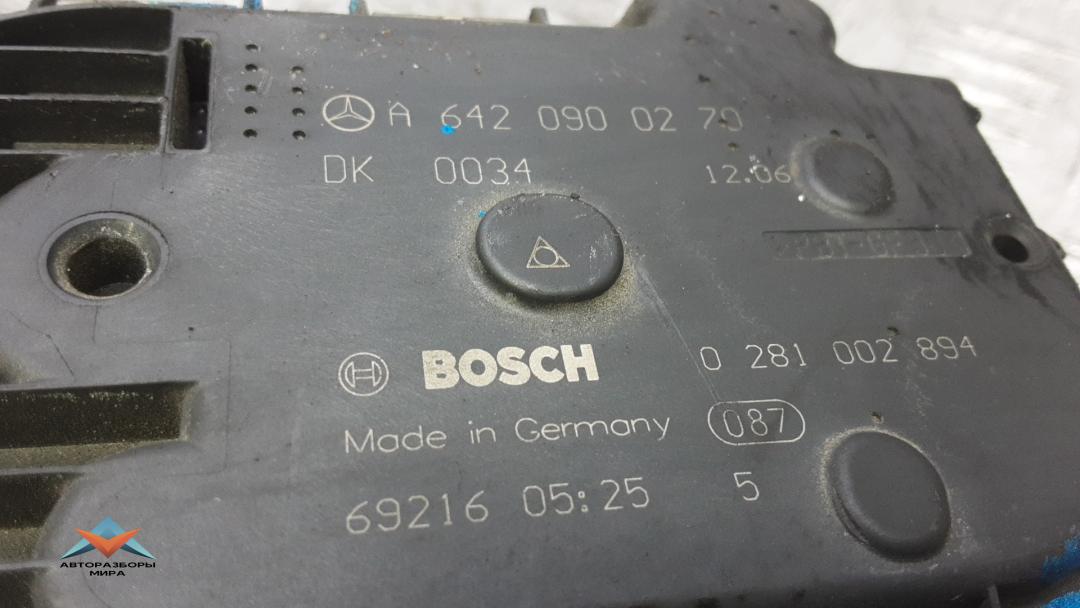 A 642 090 02 70
DK 0034 12.06
BOSCH 0 281 002 894
Made in Germany 087
69216 05:25 5
АВТОРАЗБОРЫ
МИРА